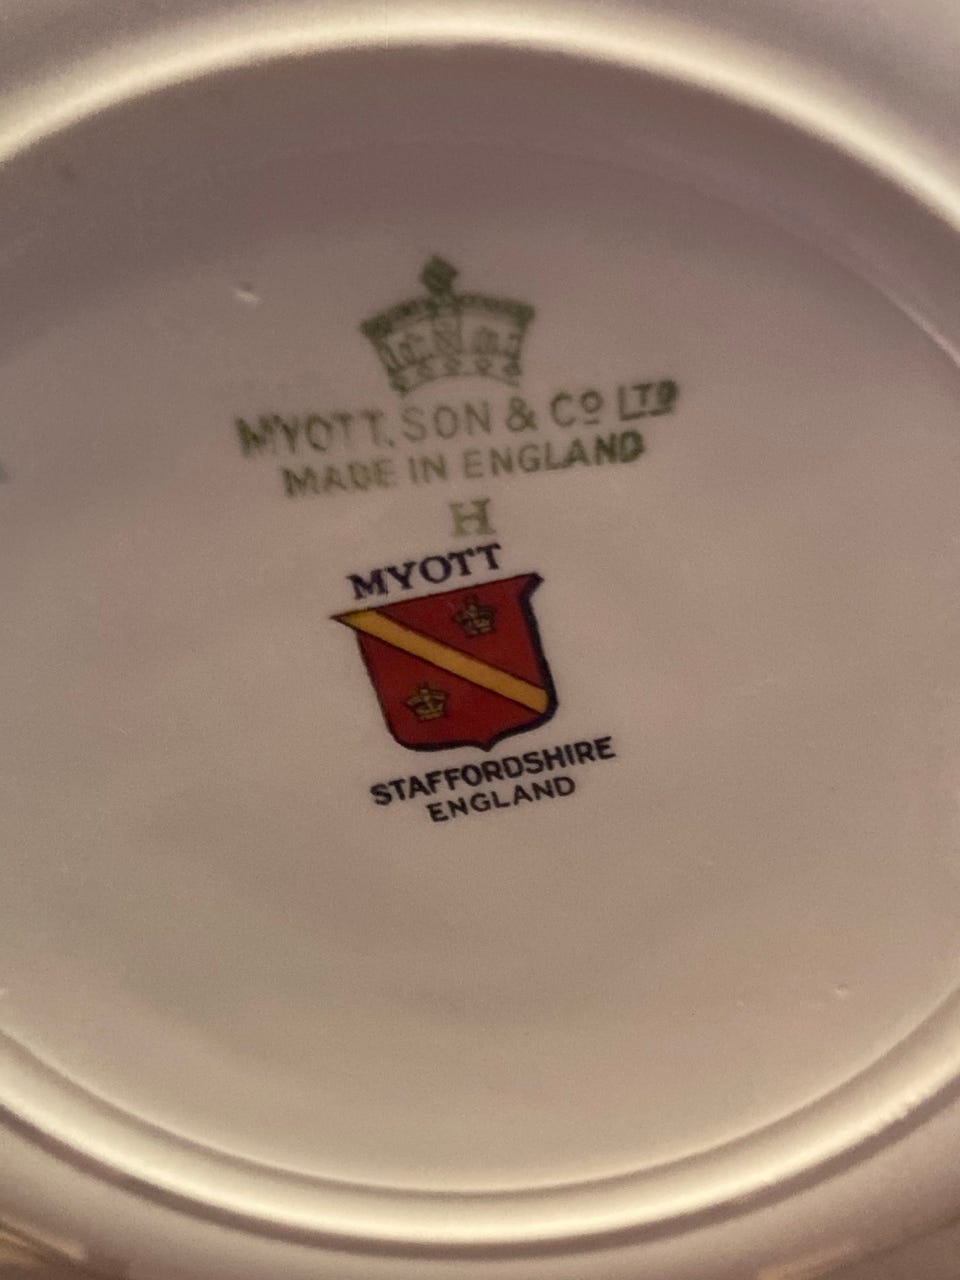 MYOTT, SON & Cº LTD
MADE IN ENGLAND
H
MYOTT
STAFFORDSHIRE
ENGLAND